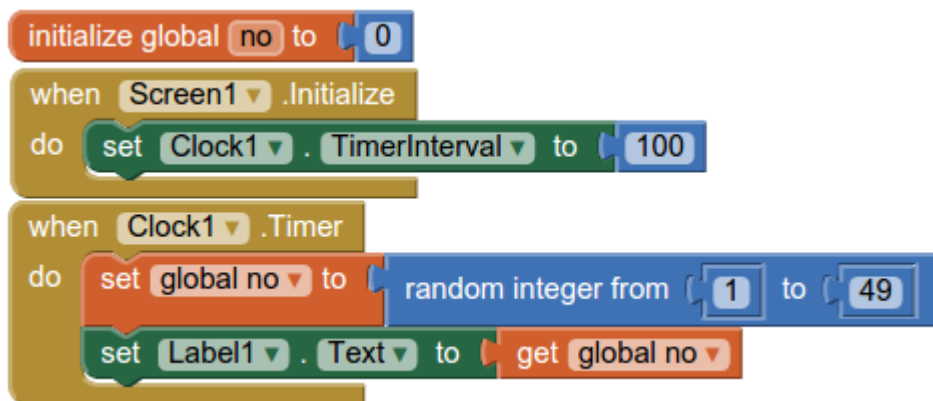 initialize global no to 0
when Screen1 .Initialize
do set Clock1 . TimerInterval to 100
when Clock1 .Timer
do set global no to random integer from 1 to 49
set Label1 . Text to get global no